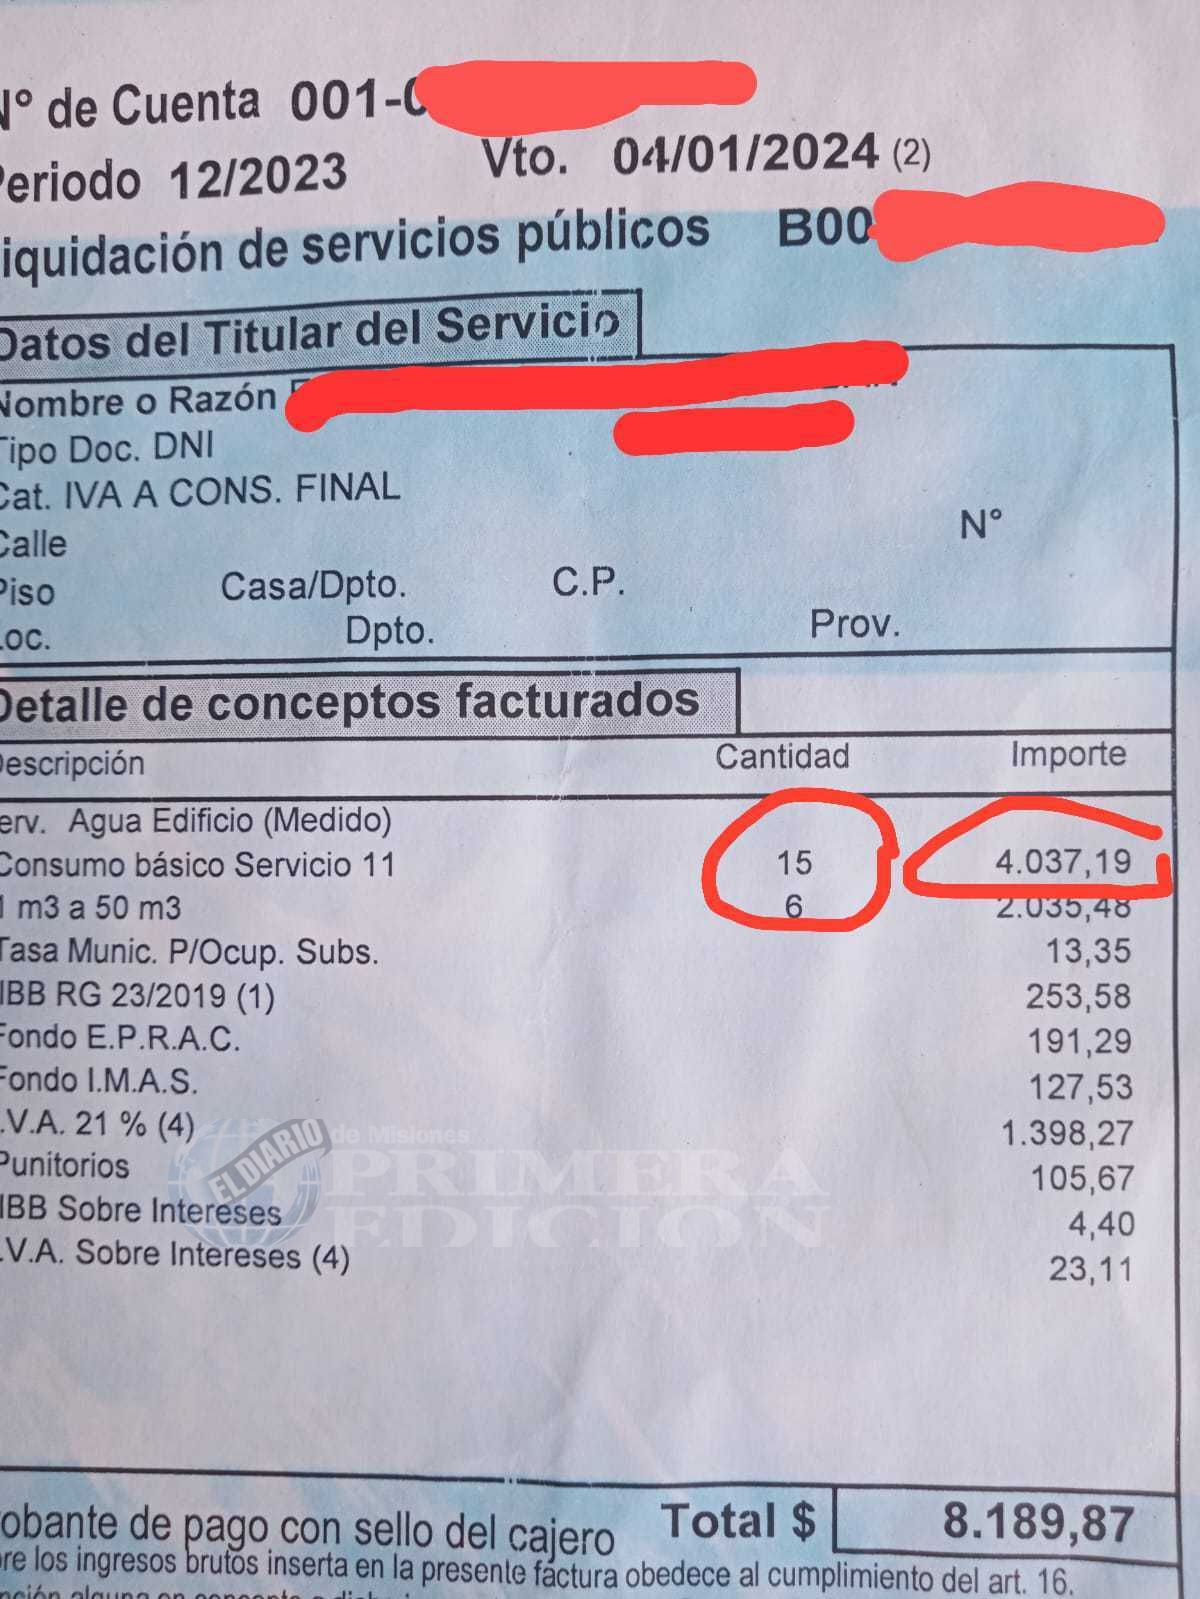 N° de Cuenta 001-0
Periodo 12/2023 Vto. 04/01/2024 (2)
iquidación de servicios públicos B00
Datos del Titular del Servicio
Nombre o Razón
Tipo Doc. DNI
Cat. IVA A CONS. FINAL
Calle N°
Piso Casa/Dpto. C.P.
Loc. Dpto. Prov.
Detalle de conceptos facturados
Descripción Cantidad Importe
erv. Agua Edificio (Medido)
Consumo básico Servicio 11 15 4.037,19
1 m3 a 50 m3 6 2.035,48
Tasa Munic. P/Ocup. Subs. 13,35
IBB RG 23/2019 (1) 253,58
Fondo E.P.R.A.C. 191,29
Fondo I.M.A.S. 127,53
.V.A. 21 % (4) 1.398,27
Punitorios 105,67
IBB Sobre Intereses 4,40
.V.A. Sobre Intereses (4) 23,11
EL DIARIO de Misiones
PRIMERA
EDICION
obante de pago con sello del cajero Total $ 8.189,87
re los ingresos brutos inserta en la presente factura obedece al cumplimiento del art. 16.